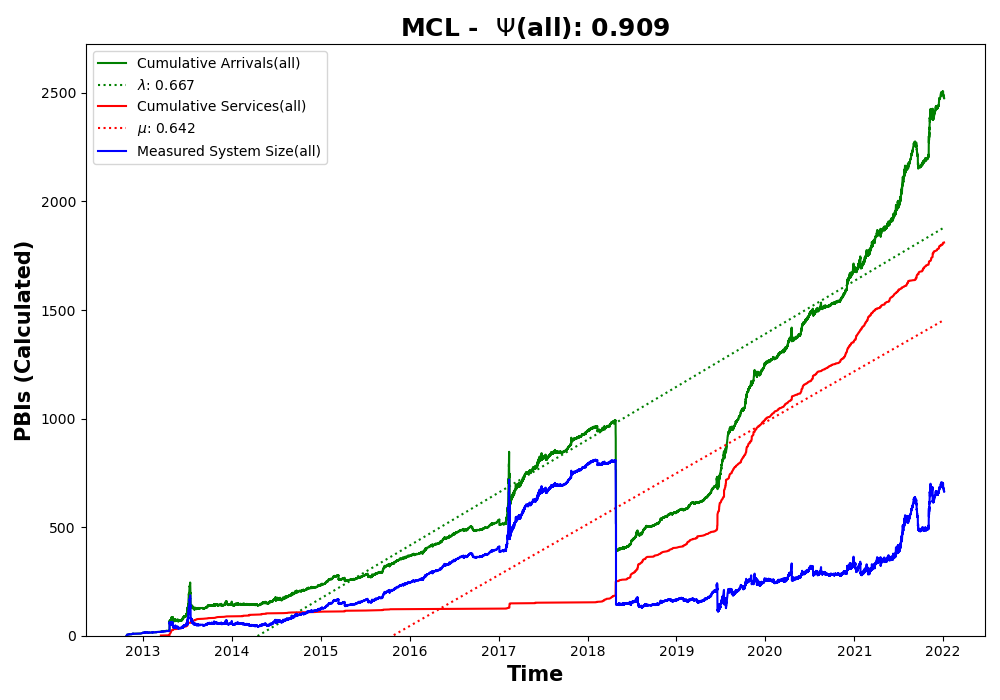 MCL - Ψ(all): 0.909
Cumulative Arrivals(all)
λ: 0.667
Cumulative Services(all)
μ: 0.642
Measured System Size(all)
PBIs (Calculated)
2500
2000
1500
1000
500
0
2013 2014 2015 2016 2017 2018 2019 2020 2021 2022
Time